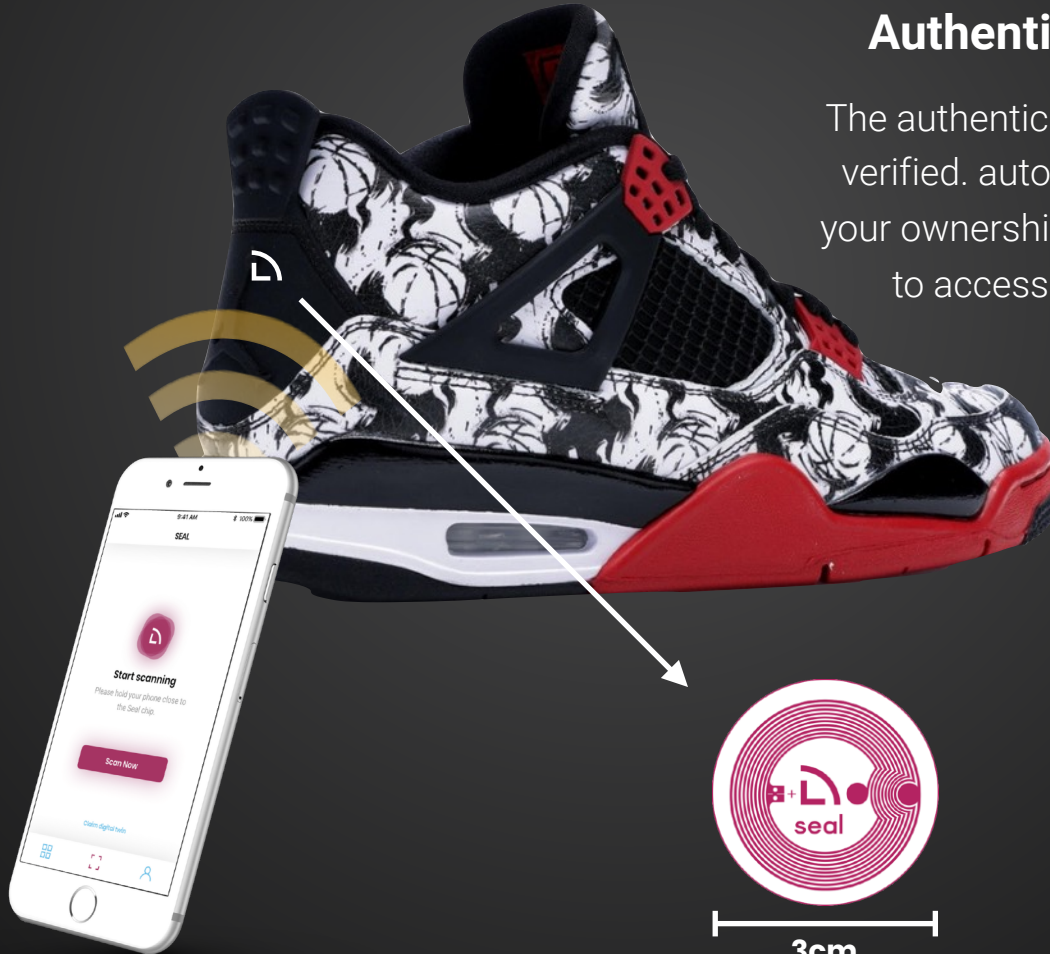 Authenti
The authentic
verified. auto
your ownershi
to access
9:41 AM
100%
SEAL
Start scanning
Please hold your phone close to
the Seal chip.
Scan Now
Claim digital twin
+
seal
3cm